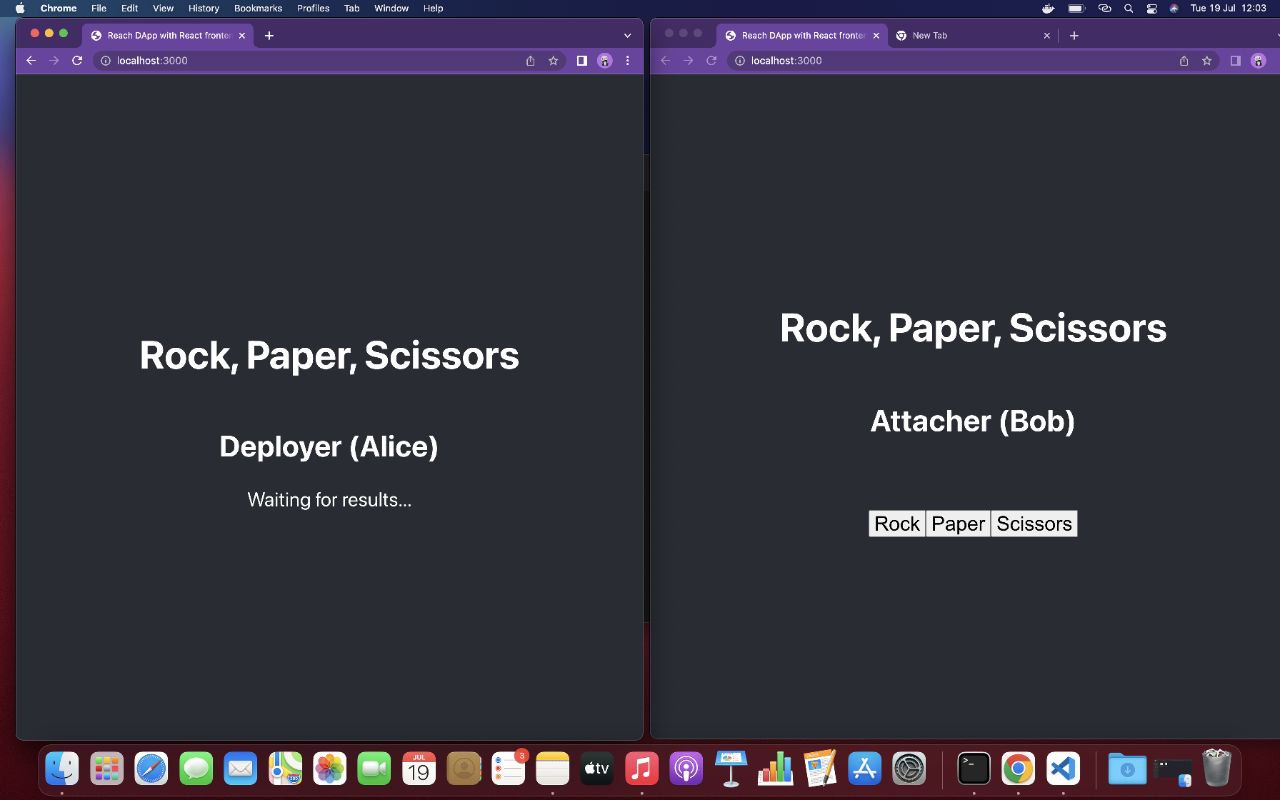 Chrome File Edit View History Bookmarks Profiles Tab Window Help Tue 19 Jul 12:03
Reach DApp with React fronten
localhost:3000
Rock, Paper, Scissors
Deployer (Alice)
Waiting for results...
Reach DApp with React fronten New Tab
localhost:3000
Rock, Paper, Scissors
Attacher (Bob)
Rock Paper Scissors
JUL
19
3
tv